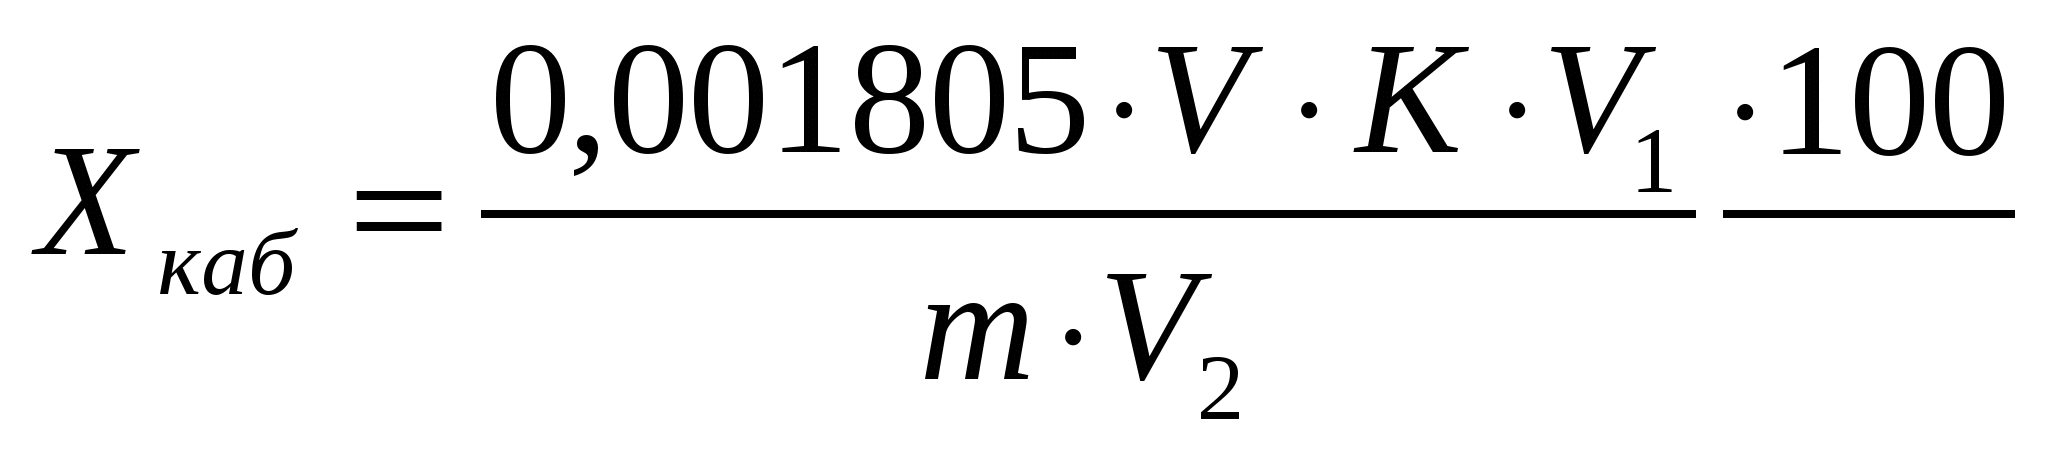 X каб = 0,001805 · V · K · V1 · 100
m · V2